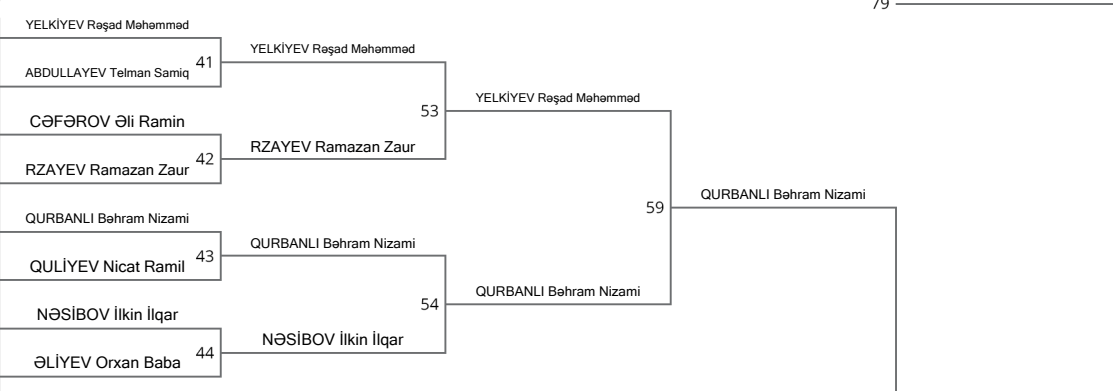 79
YELKİYEV Rəşad Məhəmməd
41
ABDULLAYEV Telman Samiq
YELKİYEV Rəşad Məhəmməd
CƏFƏROV Əli Ramin
42
RZAYEV Ramazan Zaur
53
RZAYEV Ramazan Zaur
YELKİYEV Rəşad Məhəmməd
QURBANLI Bəhram Nizami
43
QULİYEV Nicat Ramil
QURBANLI Bəhram Nizami
NƏSİBOV İlkin İlqar
44
ƏLİYEV Orxan Baba
54
NƏSİBOV İlkin İlqar
QURBANLI Bəhram Nizami
59
QURBANLI Bəhram Nizami